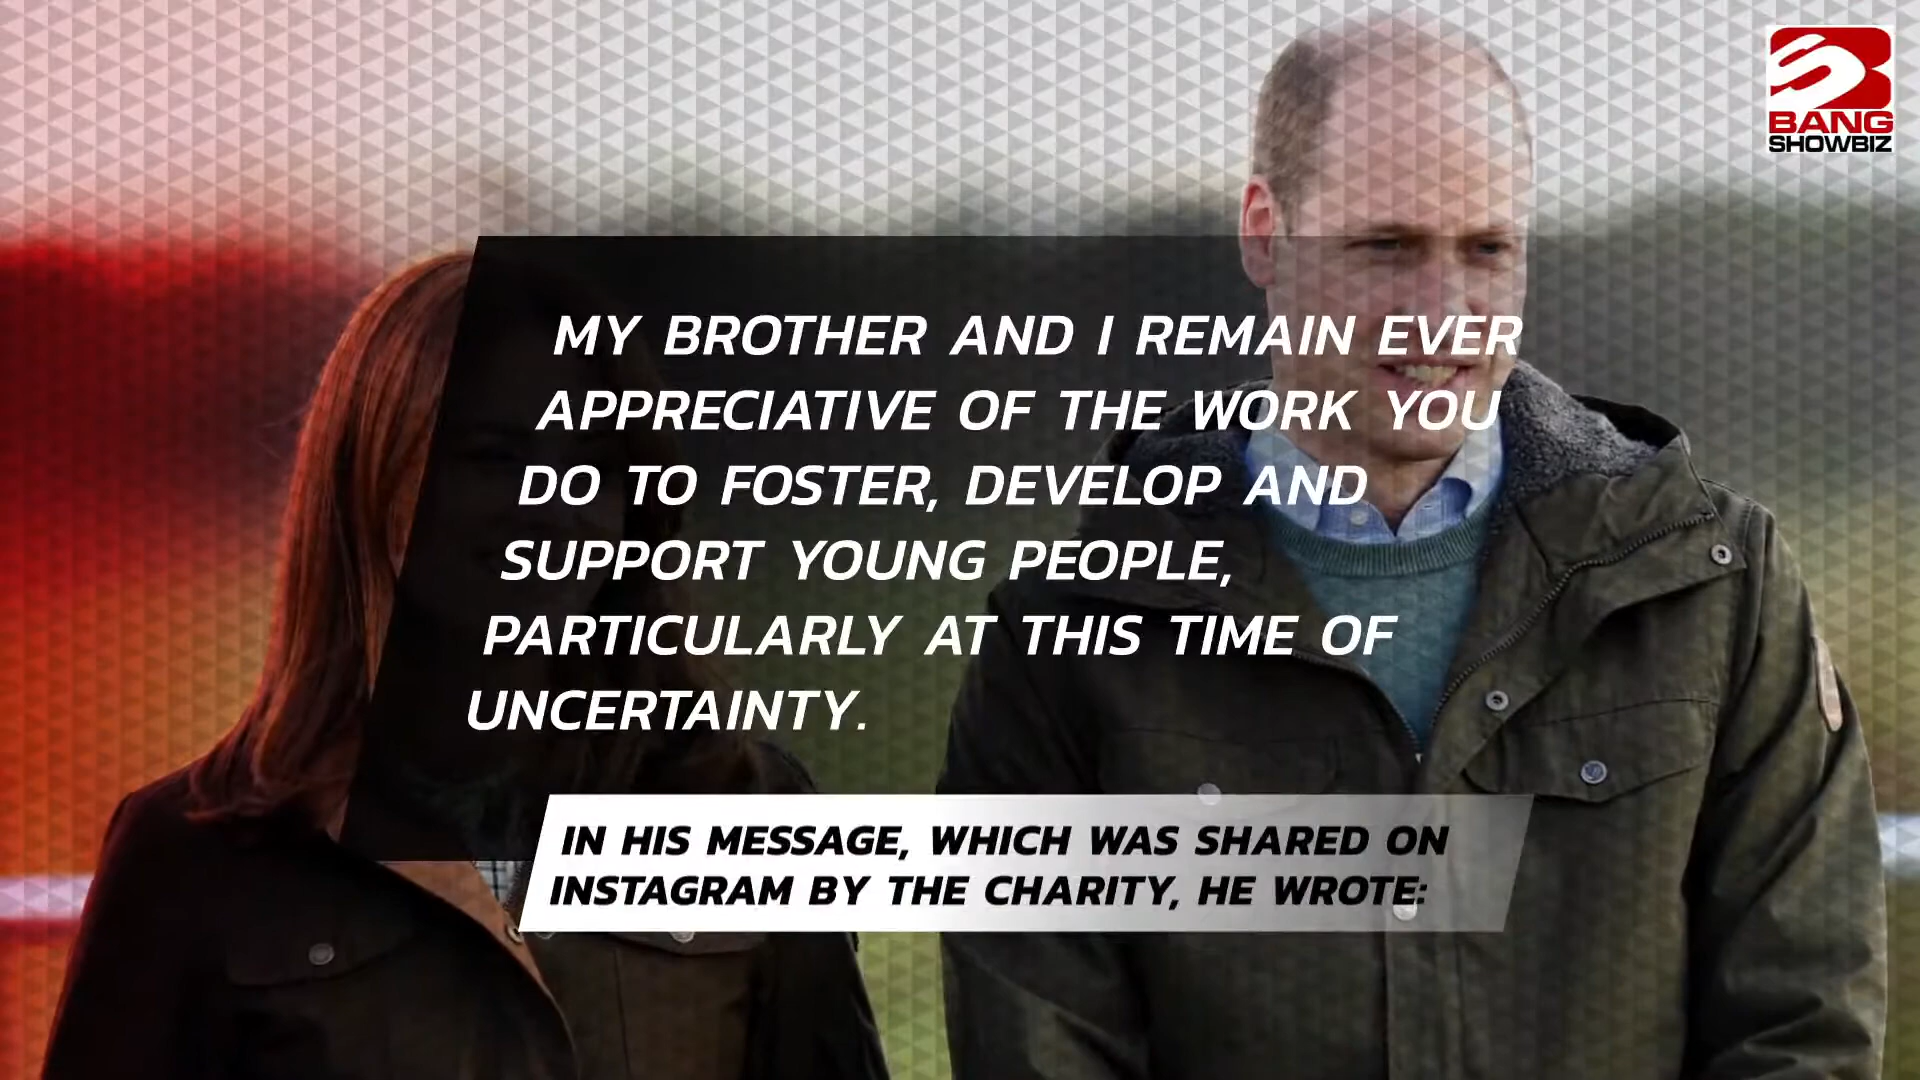 BANG
SHOWBIZ
MY BROTHER AND I REMAIN EVER
APPRECIATIVE OF THE WORK YOU
DO TO FOSTER, DEVELOP AND
SUPPORT YOUNG PEOPLE,
PARTICULARLY AT THIS TIME OF
UNCERTAINTY.
IN HIS MESSAGE, WHICH WAS SHARED ON
INSTAGRAM BY THE CHARITY, HE WROTE: